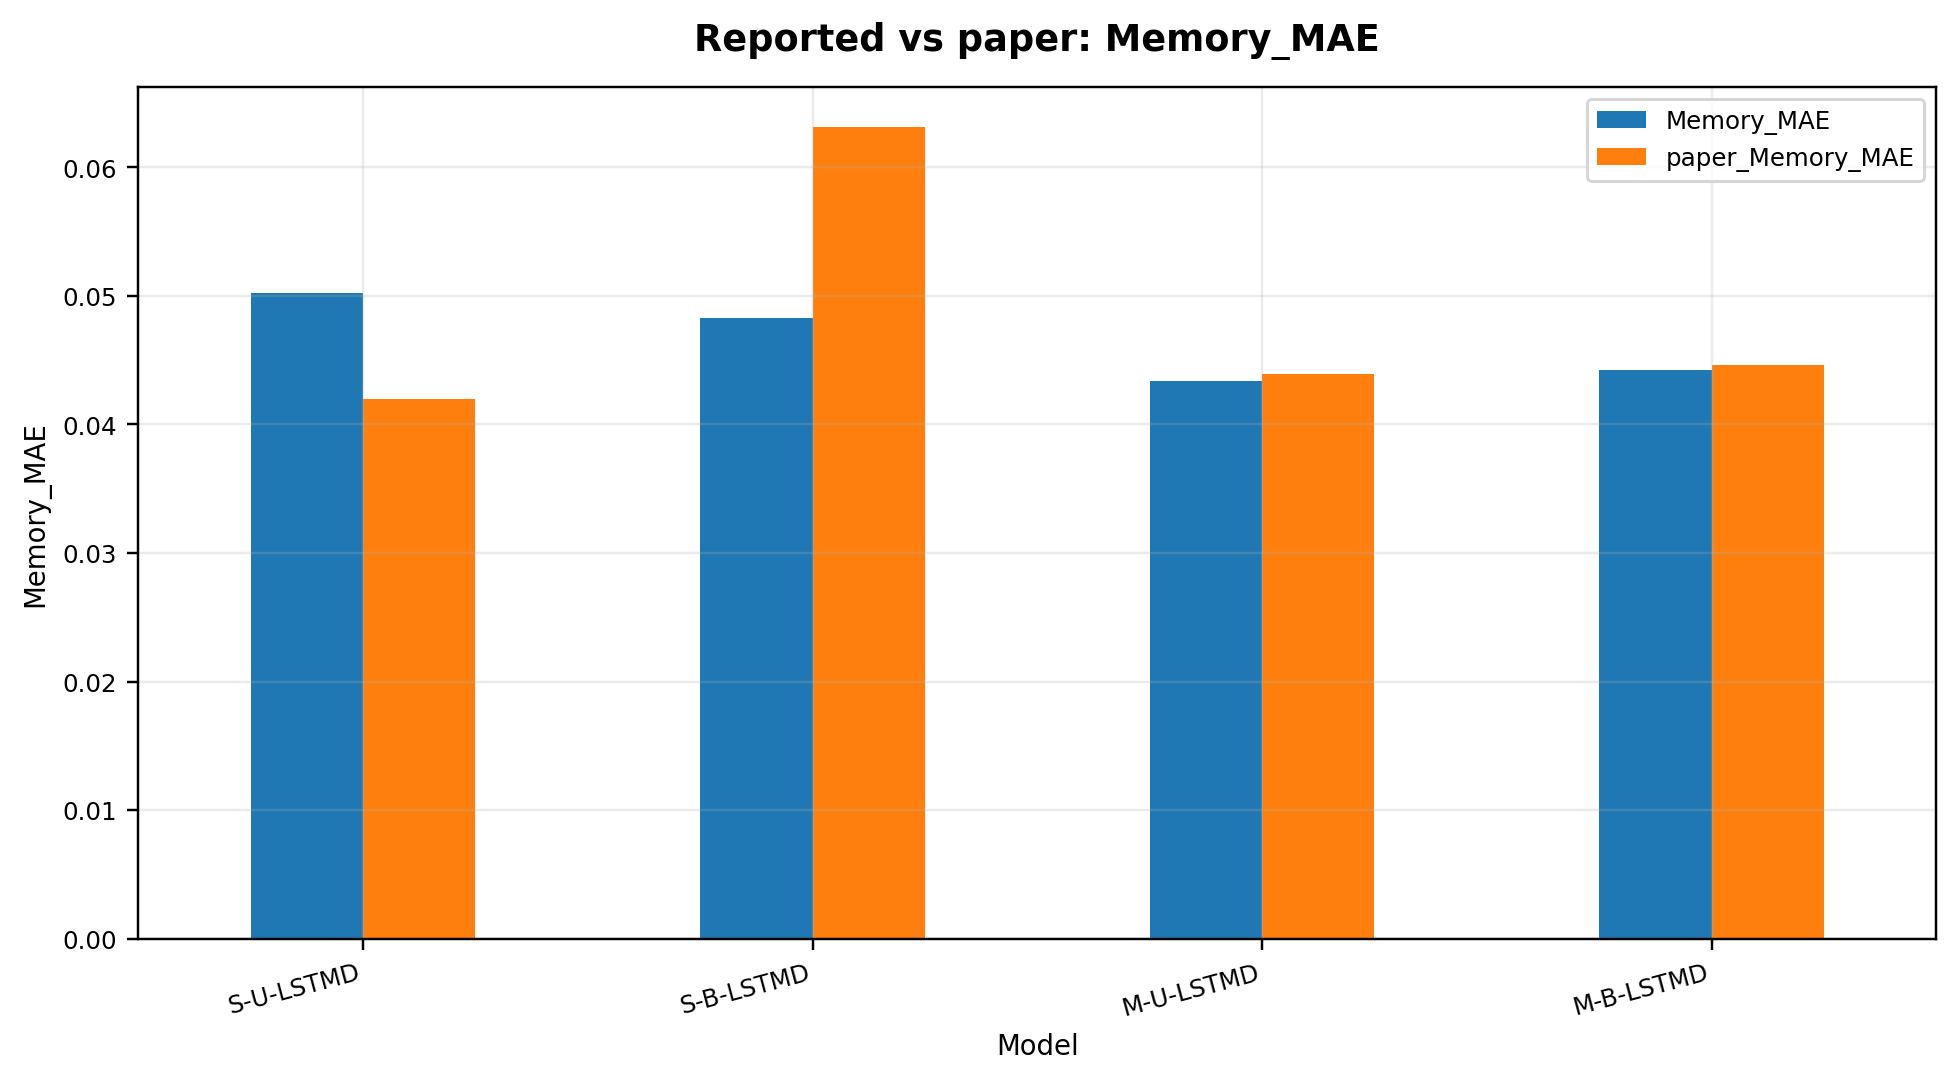 Reported vs paper: Memory_MAE
Memory_MAE
paper_Memory_MAE
Memory_MAE
0.06
0.05
0.04
0.03
0.02
0.01
0.00
S-U-LSTMD
S-B-LSTMD
M-U-LSTMD
M-B-LSTMD
Model